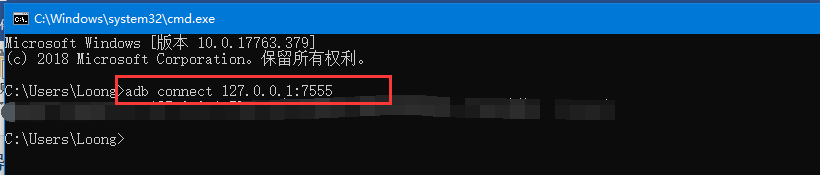 C:\Windows\system32\cmd.exe
Microsoft Windows [版本 10.0.17763.379]
(c) 2018 Microsoft Corporation。保留所有权利。
C:\Users\Loong>adb connect 127.0.0.1:7555
C:\Users\Loong>